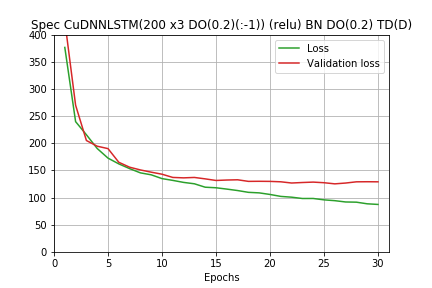 Spec CuDNNLSTM(200 x3 DO(0.2)(:-1)) (relu) BN DO(0.2) TD(D)
400
350
300
250
200
150
100
50
0
Loss
Validation loss
0 5 10 15 20 25 30
Epochs